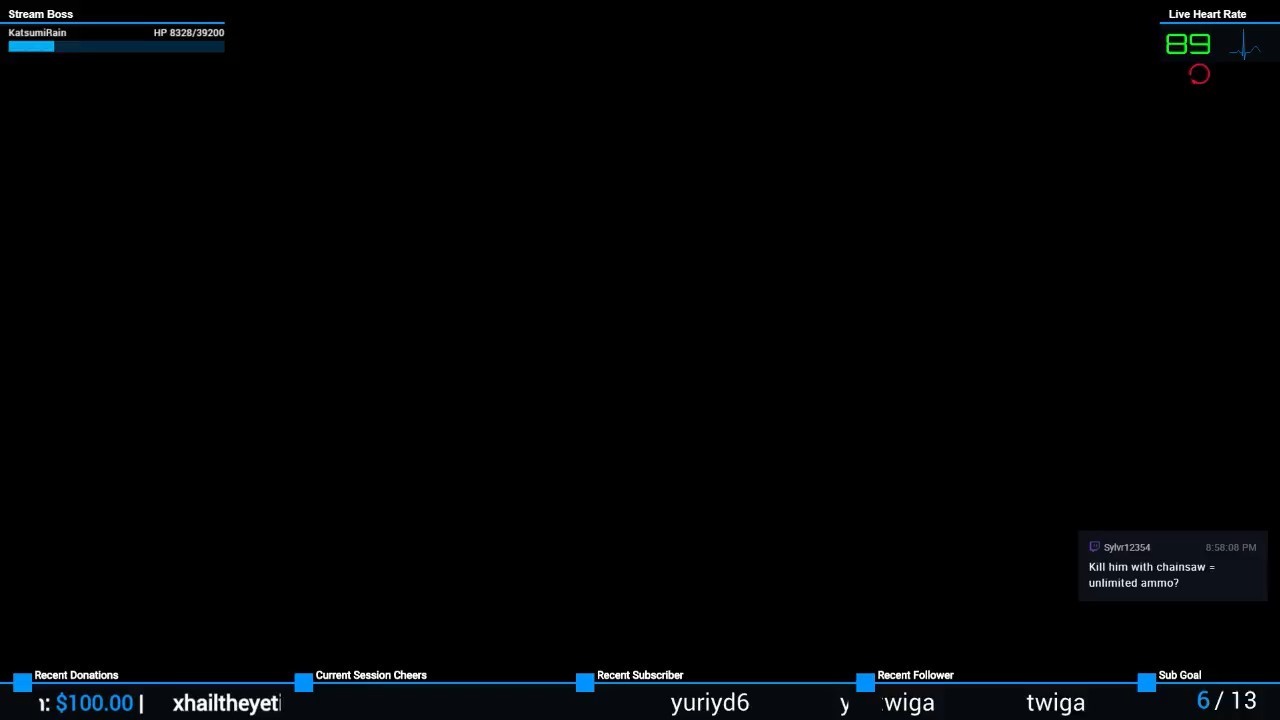 Stream Boss
KatsumiRain HP 8328/39200
Live Heart Rate
89
Sylvr12354 8:58:08 PM
Kill him with chainsaw =
unlimited ammo?
Recent Donations
: $100.00 | xhailtheyeti
Current Session Cheers
Recent Subscriber
yuriyd6 y
Recent Follower
twiga twiga
Sub Goal
6 / 13